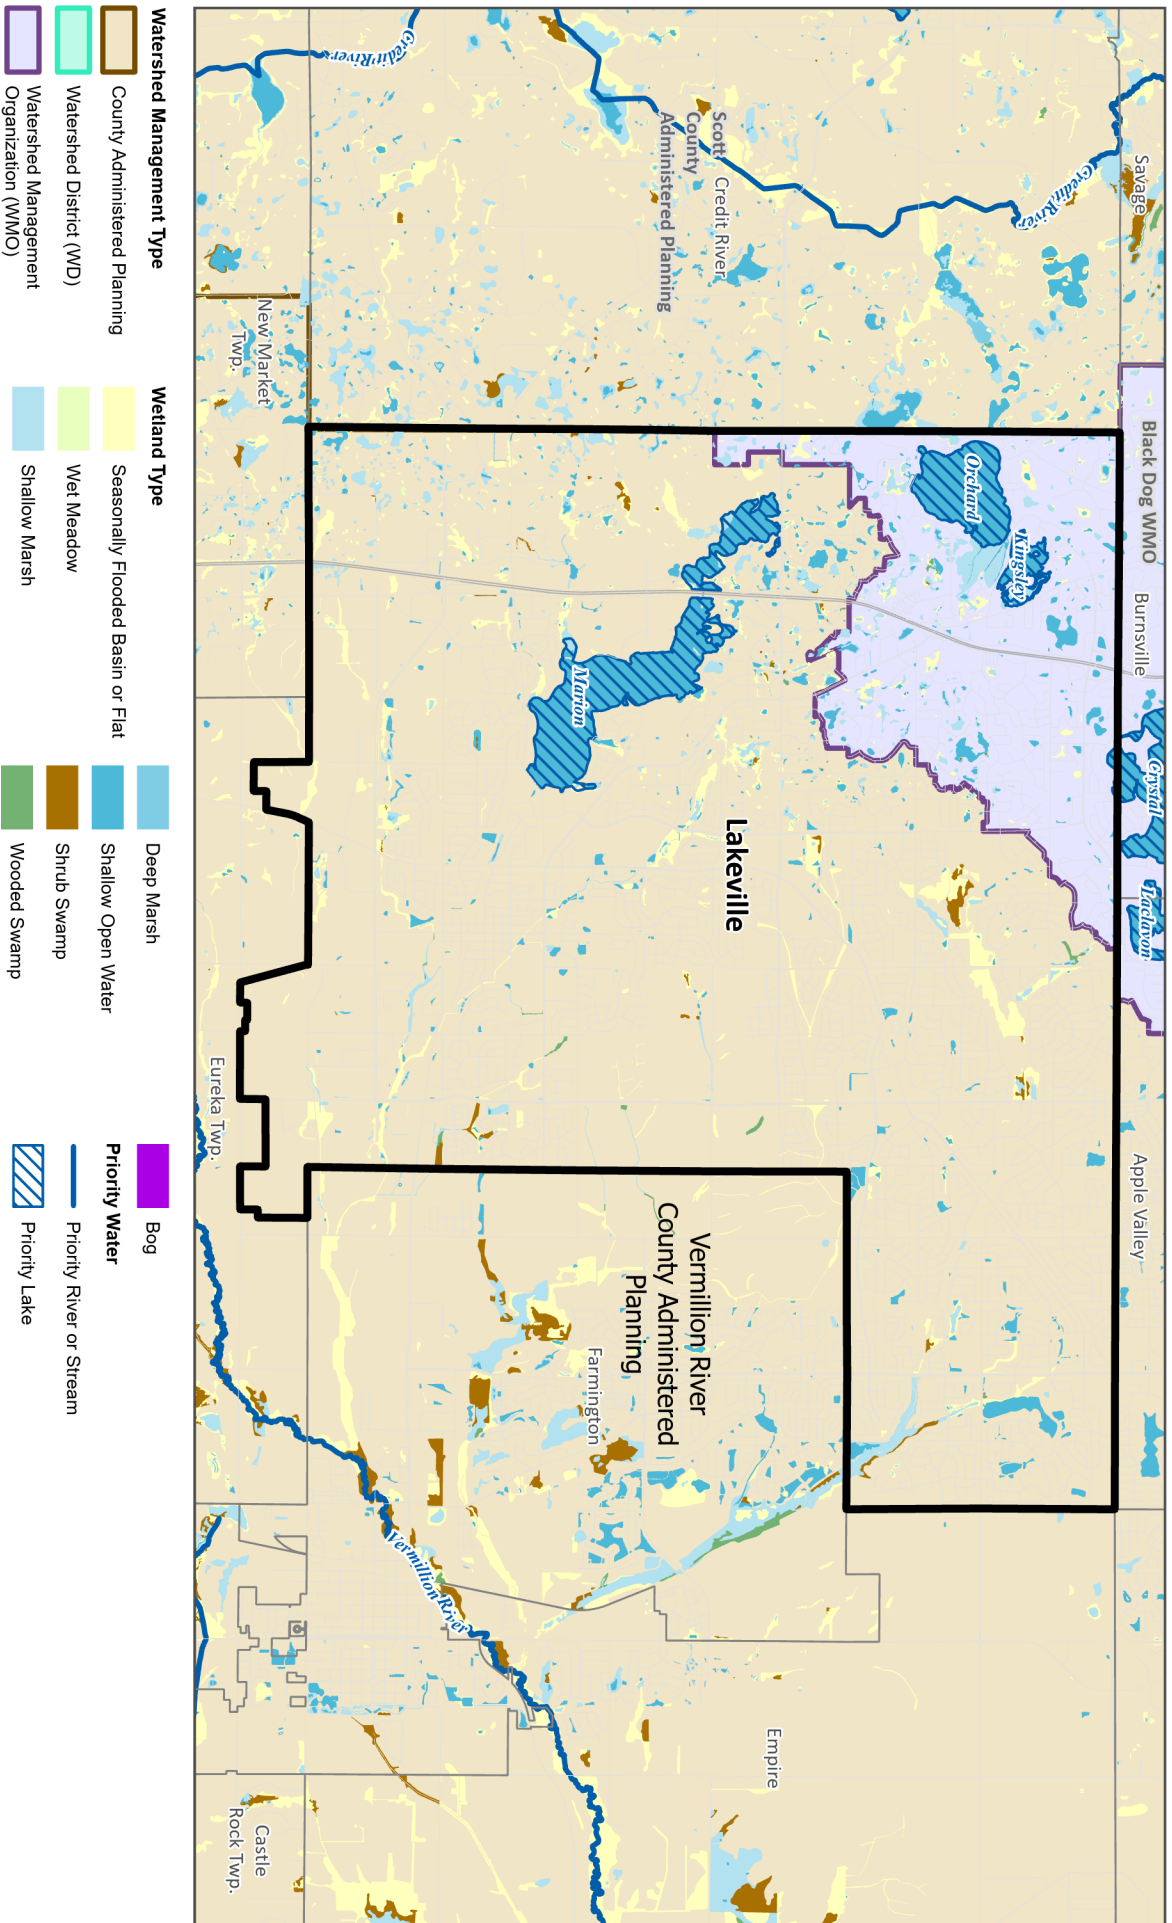 Savage
Black Dog WMO
Burnsville
Crystal
Laclavon
Apple Valley
Credit River
Orchard
Kingsley
Scott
County
Administered Planning
Credit River
Credit River
Marion
Lakeville
Vermillion River
County Administered
Planning
Farmington
Empire
Vermillion River
New Market
Twp.
Eureka Twp.
Castle
Rock Twp.
Watershed Management Type
County Administered Planning
Watershed District (WD)
Watershed Management
Organization (WMO)
Wetland Type
Seasonally Flooded Basin or Flat
Wet Meadow
Shallow Marsh
Deep Marsh
Shallow Open Water
Shrub Swamp
Wooded Swamp
Bog
Priority Water
Priority River or Stream
Priority Lake